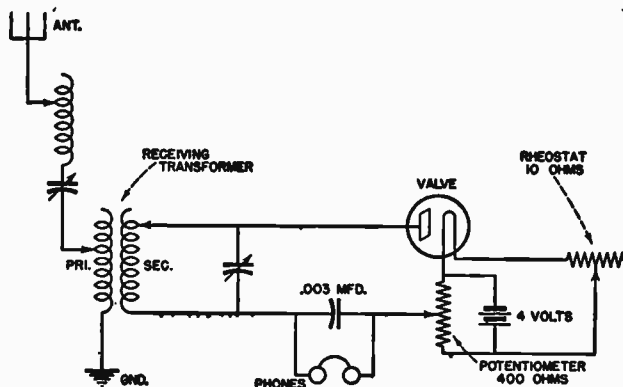 ANT.
RECEIVING
TRANSFORMER
VALVE
RHEOSTAT
10 OHMS
PRI.
SEC.
.003 MFD.
4 VOLTS
GND.
PHONES
POTENTIOMETER
400 OHMS